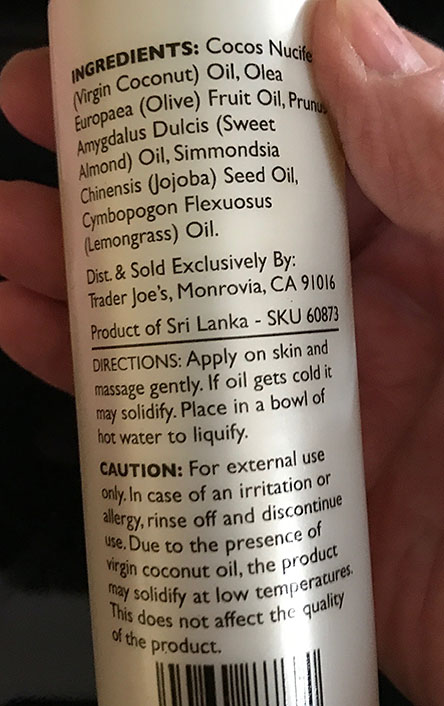 INGREDIENTS: Cocos Nucife
(Virgin Coconut) Oil, Olea
Europaea (Olive) Fruit Oil, Prunus
Amygdalus Dulcis (Sweet
Almond) Oil, Simmondsia
Chinensis (Jojoba) Seed Oil,
Cymbopogon Flexuosus
(Lemongrass) Oil.
Dist. & Sold Exclusively By:
Trader Joe's, Monrovia, CA 91016
Product of Sri Lanka - SKU 60873
DIRECTIONS: Apply on skin and
massage gently. If oil gets cold it
may solidify. Place in a bowl of
hot water to liquify.
CAUTION: For external use
only. In case of an irritation or
allergy, rinse off and discontinue
use. Due to the presence of
virgin coconut oil, the product
may solidify at low temperatures.
This does not affect the quality
of the product.